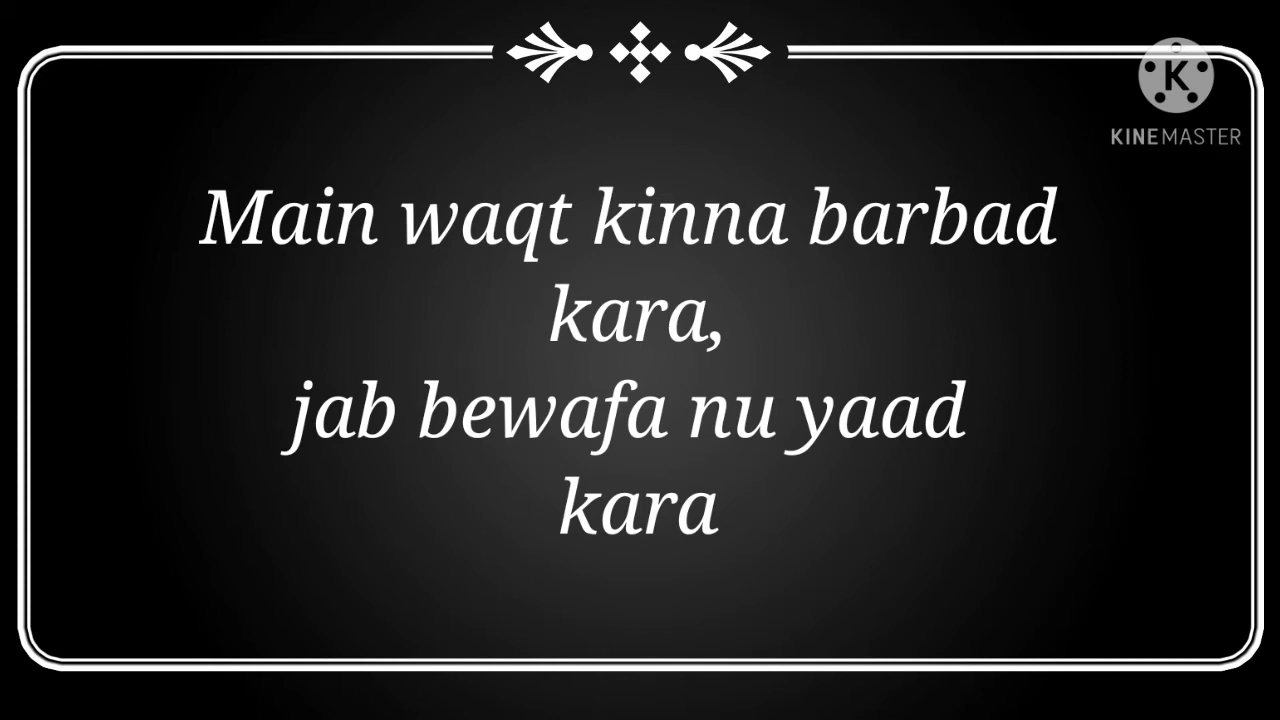 K
KINEMASTER
Main waqt kinna barbad
kara,
jab bewafa nu yaad
kara